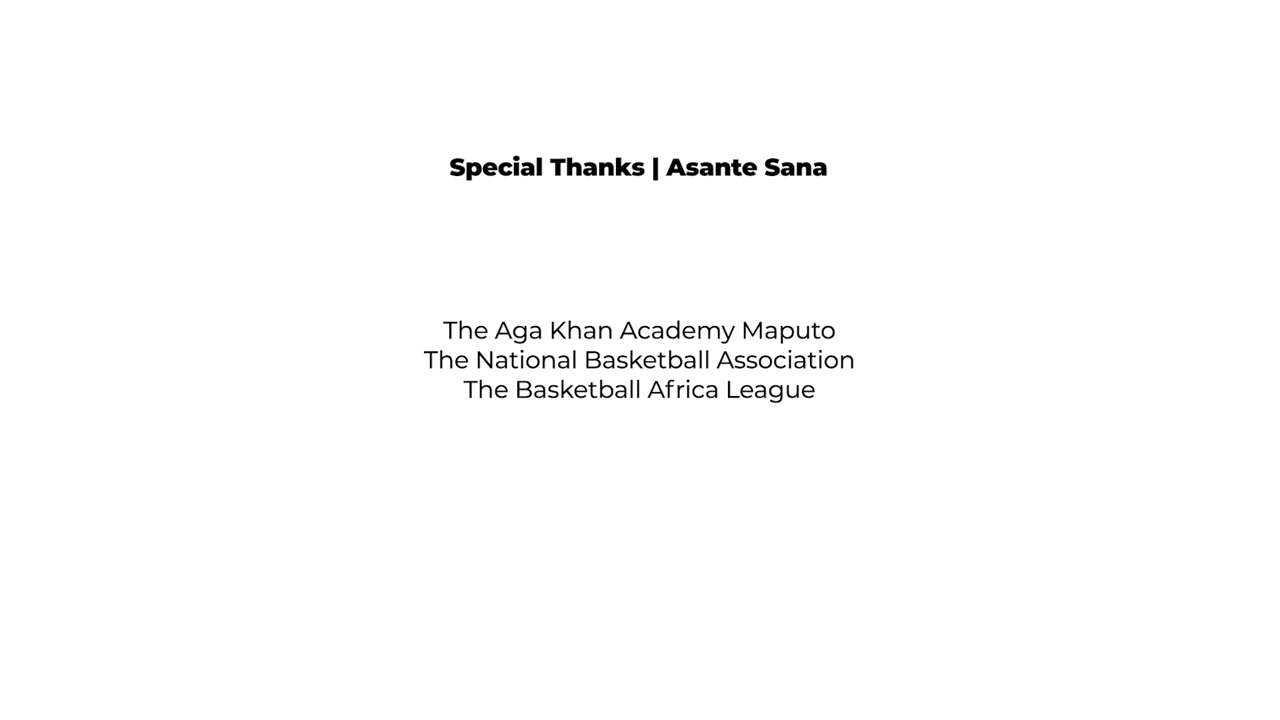 Special Thanks | Asante Sana
The Aga Khan Academy Maputo
The National Basketball Association
The Basketball Africa League